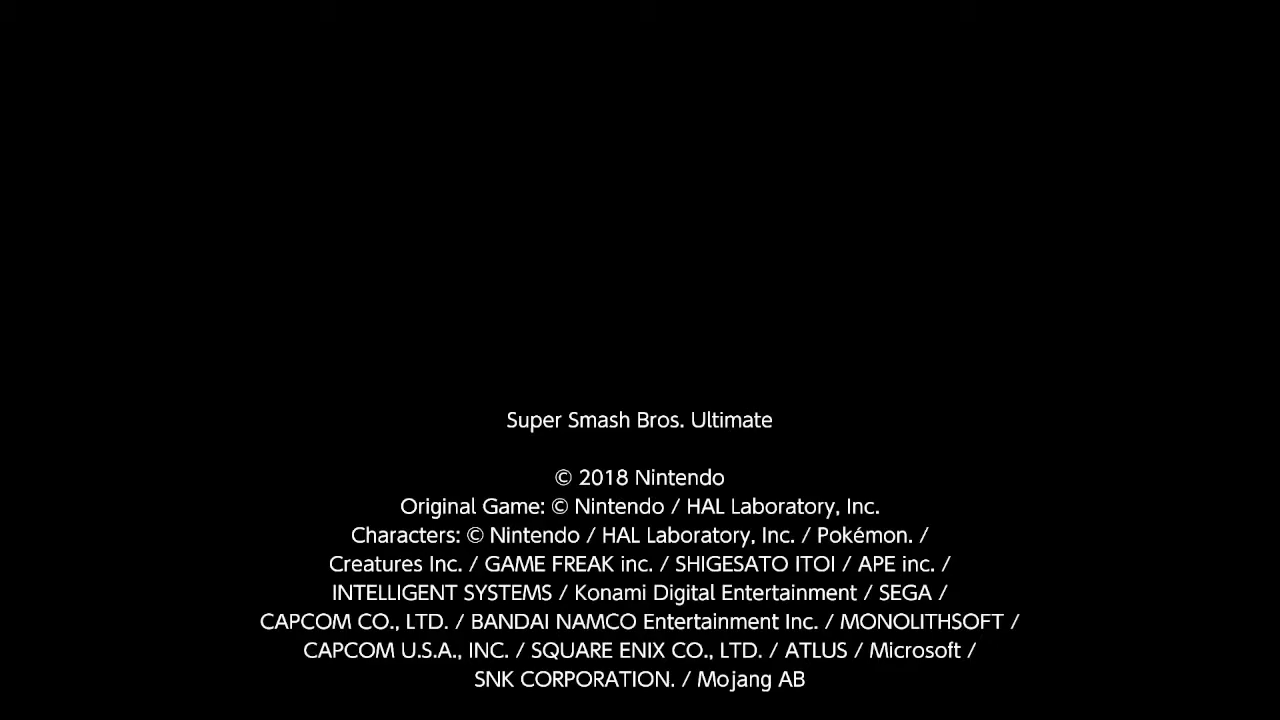 Super Smash Bros. Ultimate
© 2018 Nintendo
Original Game: © Nintendo / HAL Laboratory, Inc.
Characters: © Nintendo / HAL Laboratory, Inc. / Pokémon. /
Creatures Inc. / GAME FREAK inc. / SHIGESATO ITOI / APE inc. /
INTELLIGENT SYSTEMS / Konami Digital Entertainment / SEGA /
CAPCOM CO., LTD. / BANDAI NAMCO Entertainment Inc. / MONOLITHSOFT /
CAPCOM U.S.A., INC. / SQUARE ENIX CO., LTD. / ATLUS / Microsoft /
SNK CORPORATION. / Mojang AB